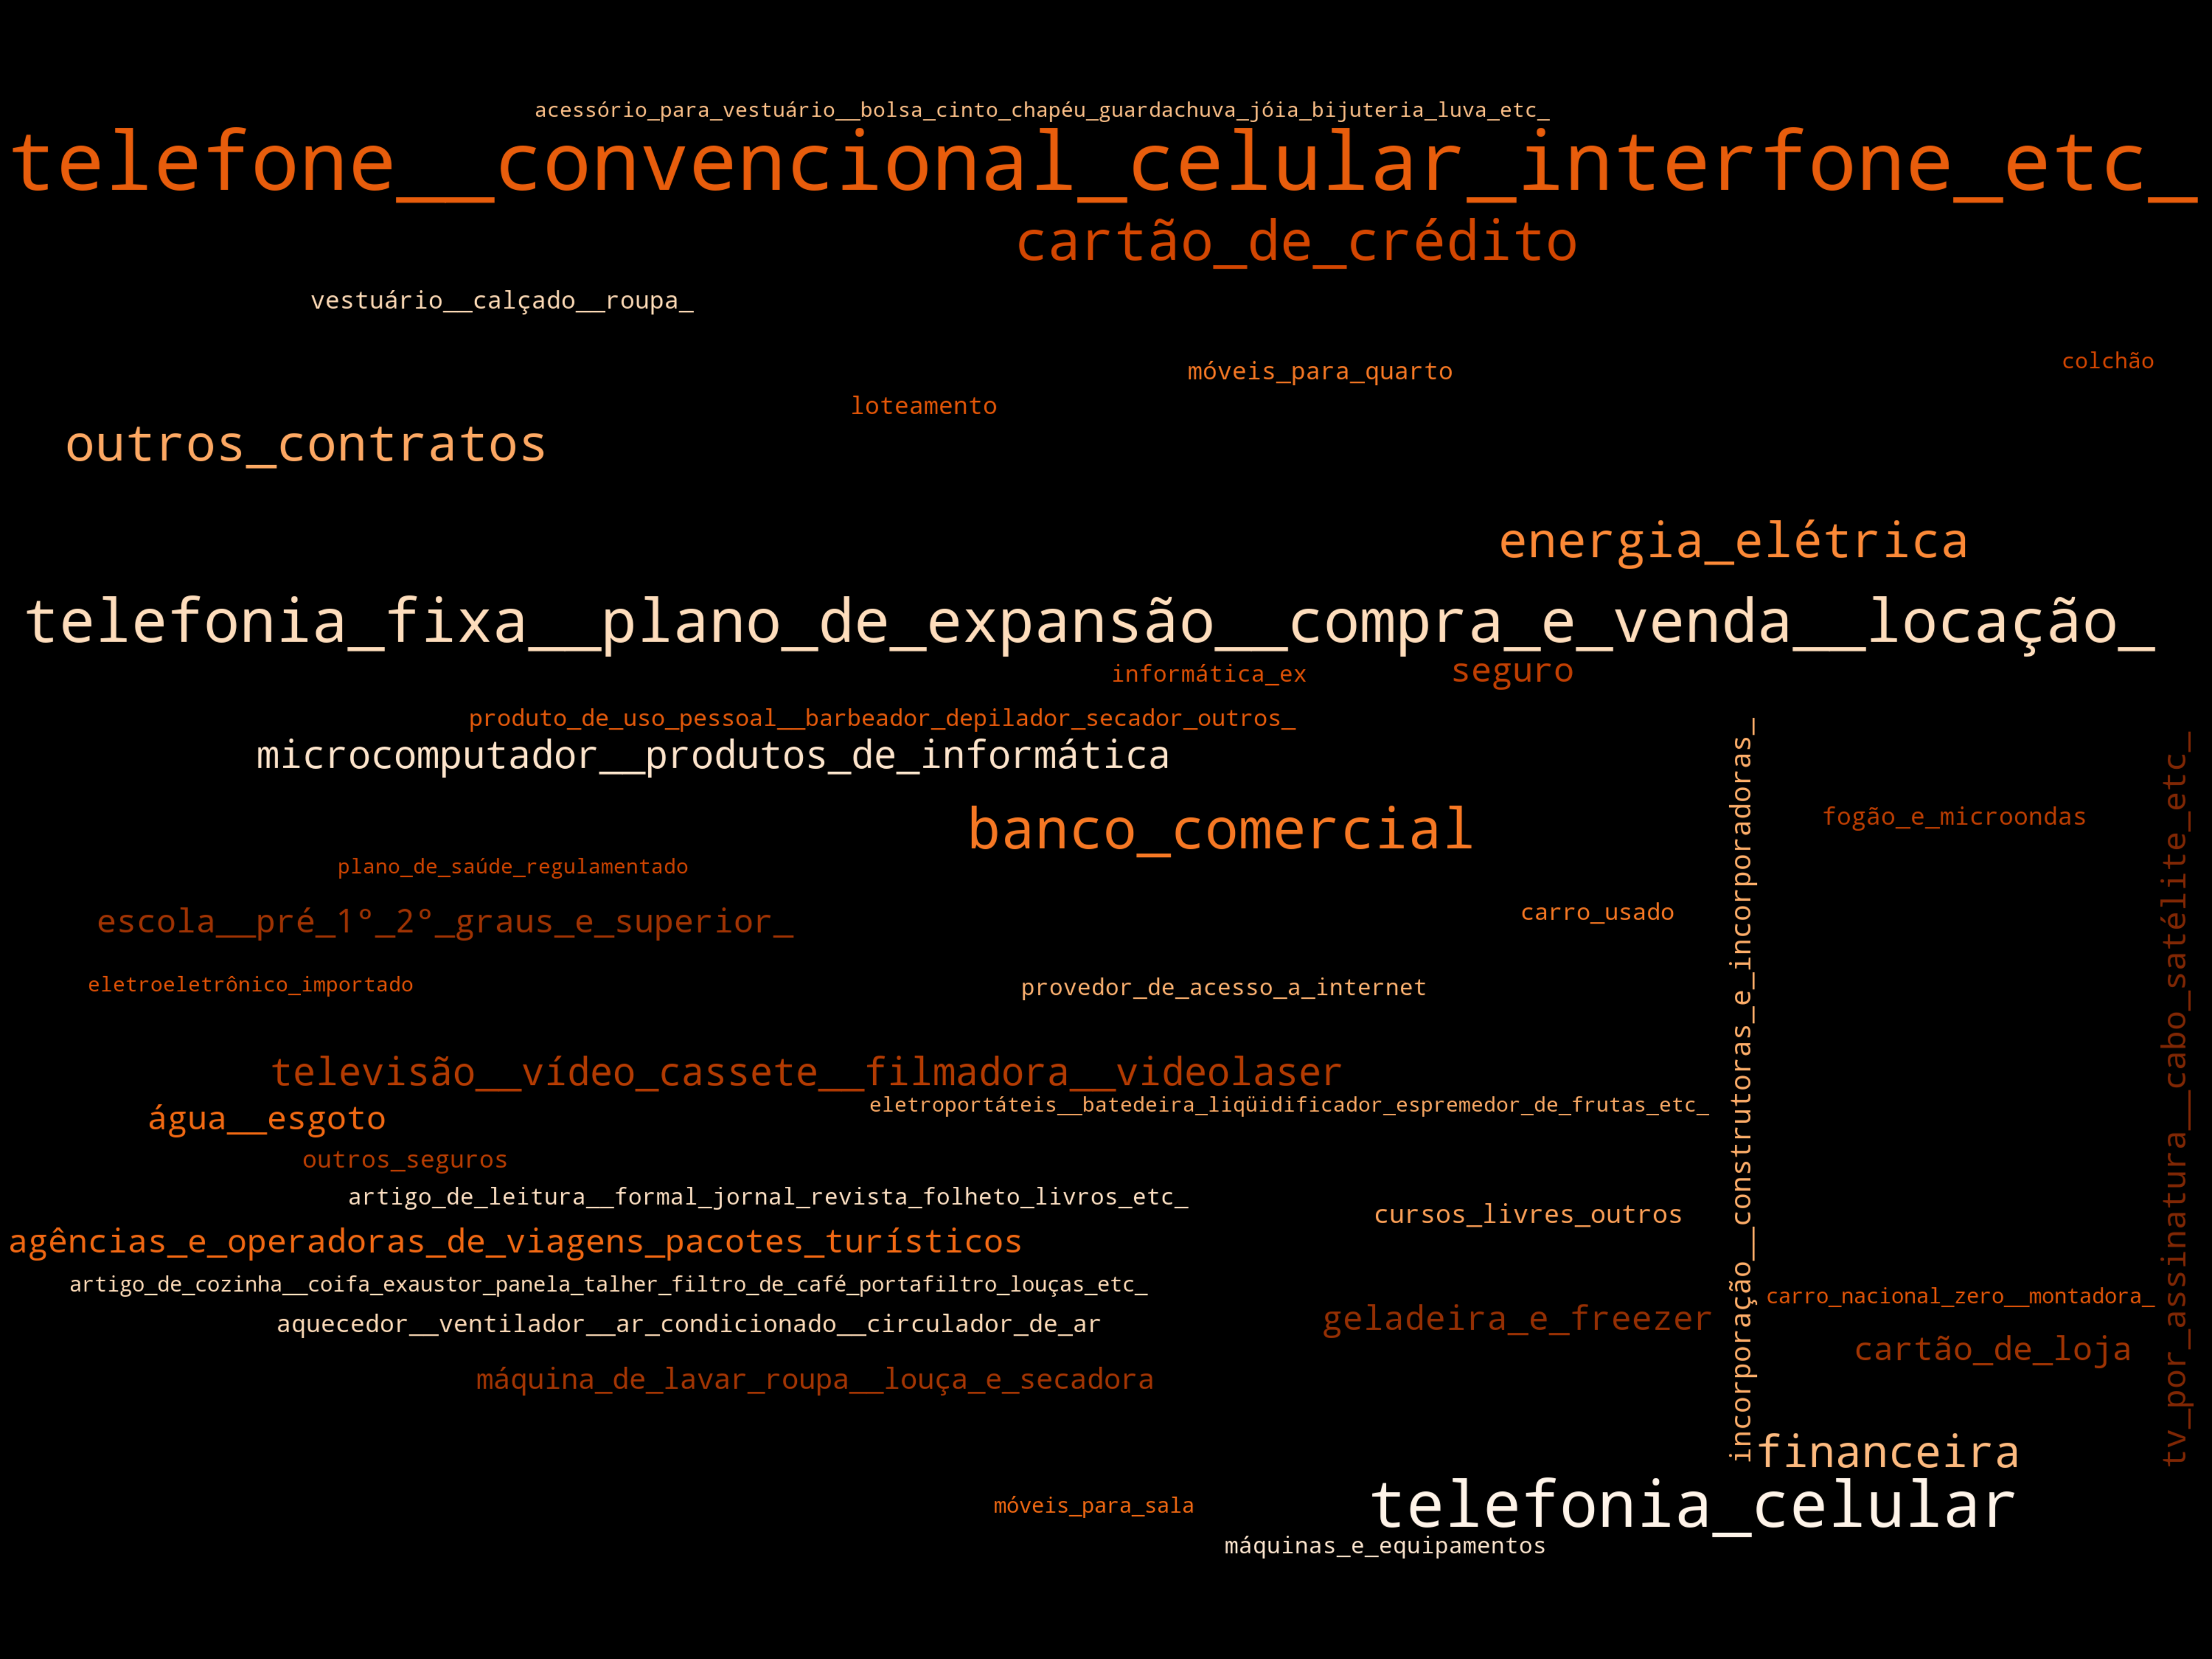 acessório_para_vestuário__bolsa_cinto_chapéu_guardachuva_jóia_bijuteria_luva_etc_
telefone__convencional_celular_interfone_etc_
cartão_de_crédito
vestuário__calçado__roupa_
colchão
móveis_para_quarto
loteamento
outros_contratos
energia_elétrica
telefonia_fixa__plano_de_expansão__compra_e_venda__locação_
informática_ex
seguro
produto_de_uso_pessoal__barbeador_depilador_secador_outros_
microcomputador__produtos_de_informática
incorporação__construtoras_e_incorporadoras_
tv_por_assinatura__cabo_satélite_etc_
banco_comercial
fogão_e_microondas
plano_de_saúde_regulamentado
escola__pré_1°_2°_graus_e_superior_
carro_usado
eletroeletrônico_importado
provedor_de_acesso_a_internet
televisão__vídeo_cassete__filmadora__videolaser
eletroportáteis__batedeira_liqüidificador_espremedor_de_frutas_etc_
água__esgoto
outros_seguros
artigo_de_leitura__formal_jornal_revista_folheto_livros_etc_
cursos_livres_outros
agências_e_operadoras_de_viagens_pacotes_turísticos
artigo_de_cozinha__coifa_exaustor_panela_talher_filtro_de_café_portafiltro_louças_etc_
carro_nacional_zero__montadora_
aquecedor__ventilador__ar_condicionado__circulador_de_ar
geladeira_e_freezer
cartão_de_loja
máquina_de_lavar_roupa__louça_e_secadora
financeira
móveis_para_sala
telefonia_celular
máquinas_e_equipamentos